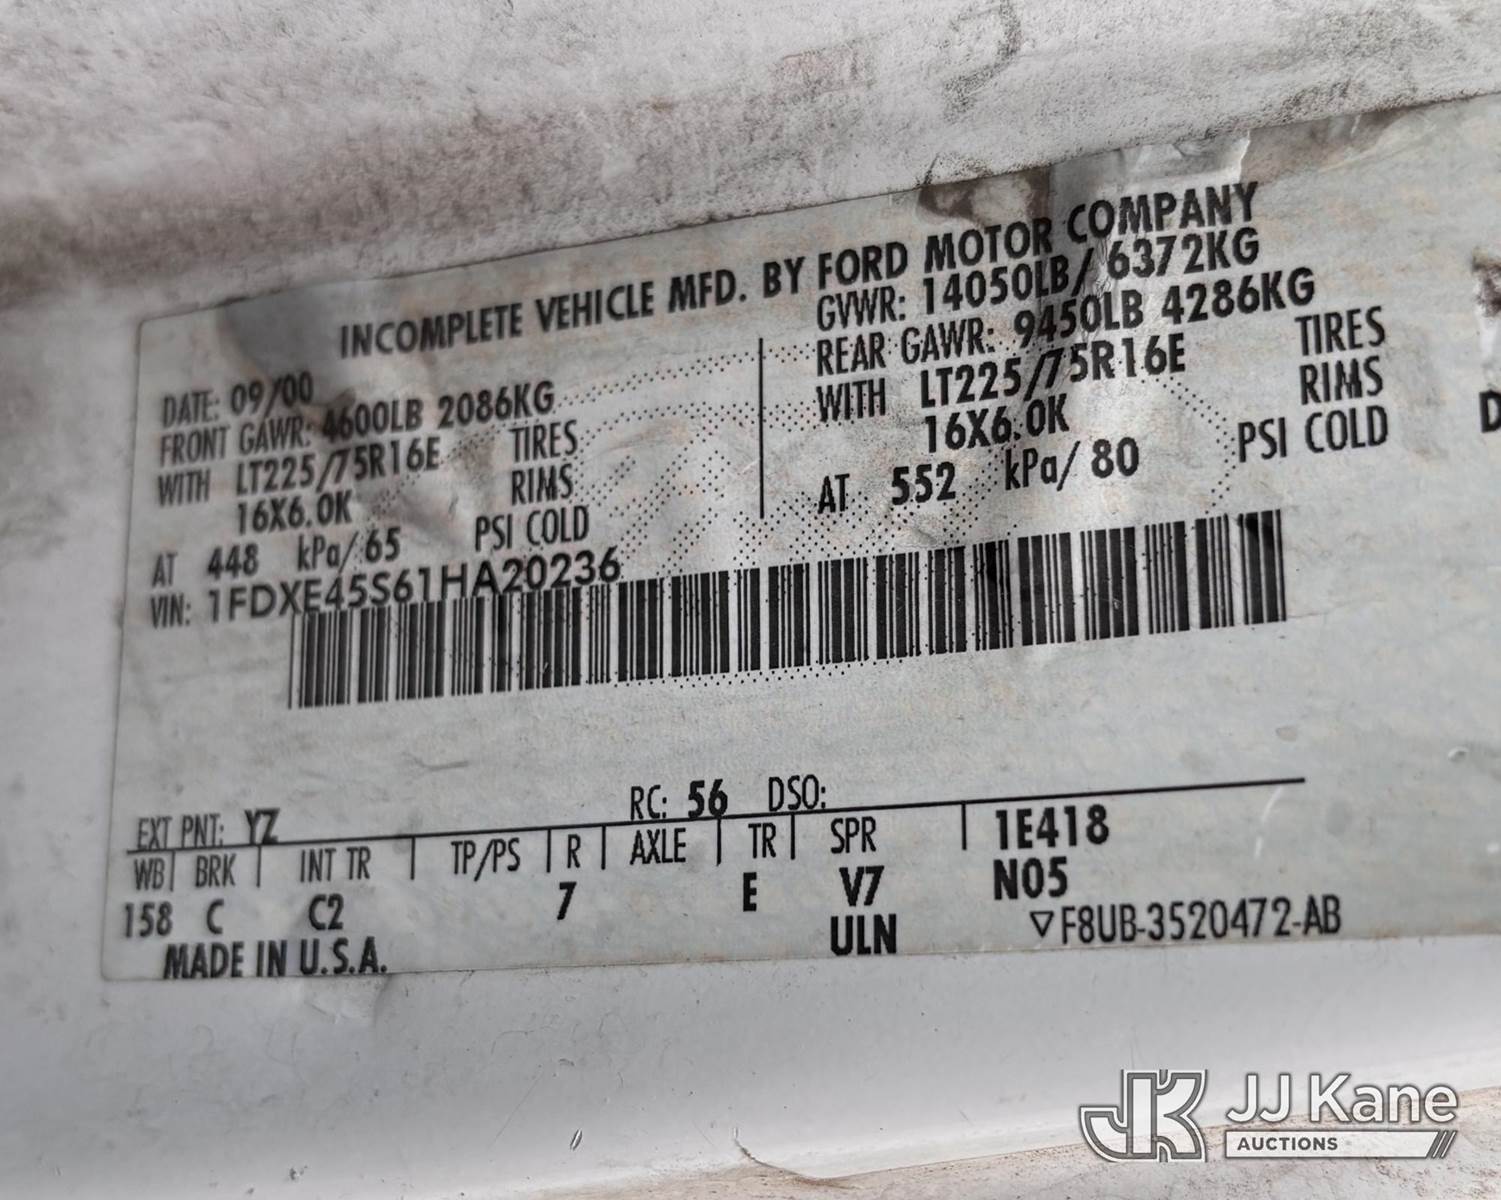 INCOMPLETE VEHICLE MFD. BY FORD MOTOR COMPANY
DATE: 09/00
GVWR: 14050LB/ 6372KG
FRONT GAWR: 4600LB 2086KG
REAR GAWR: 9450LB 4286KG
WITH LT225/75R16E TIRES
WITH LT225/75R16E TIRES
16X6.0K RIMS
16X6.0K RIMS
AT 448 kPa/ 65 PSI COLD
AT 552 kPa/ 80 PSI COLD
VIN: 1FDXE45S61HA20236
EXT PNT: YZ RC: 56 DSO:
WB BRK INT TR TP/PS R AXLE TR SPR 1E418
158 C C2 7 E V7 N05
ULN ▽F8UB-3520472-AB
MADE IN U.S.A.
D
JK JJ Kane
AUCTIONS